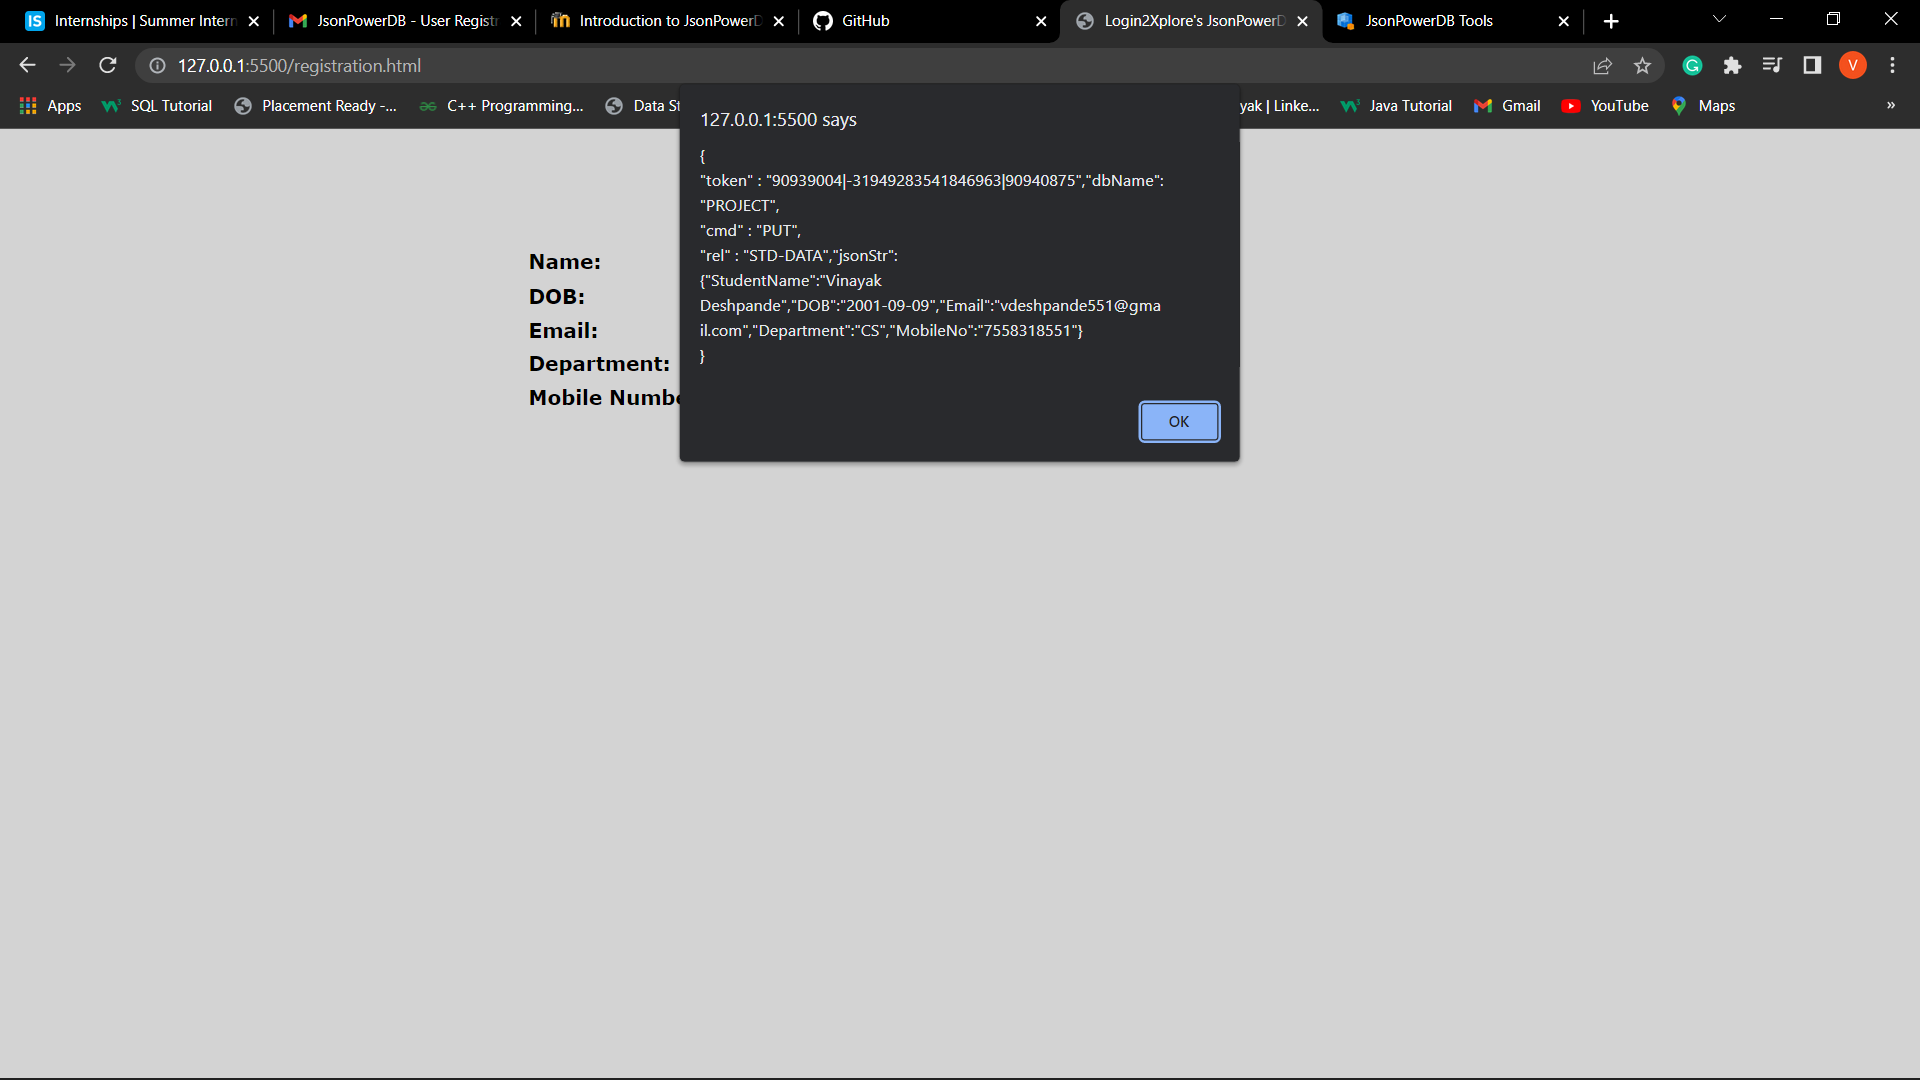 Internships | Summer Intern
JsonPowerDB - User Registr
Introduction to JsonPowerD
GitHub
Login2Xplore's JsonPowerD
JsonPowerDB Tools
127.0.0.1:5500/registration.html
V
Apps
SQL Tutorial
Placement Ready -...
C++ Programming...
Data St
yak | Linke...
Java Tutorial
Gmail
YouTube
Maps
»
127.0.0.1:5500 says
{
"token" : "90939004|-31949283541846963|90940875","dbName":
"PROJECT",
"cmd" : "PUT",
"rel" : "STD-DATA","jsonStr":
{"StudentName":"Vinayak
Deshpande","DOB":"2001-09-09","Email":"vdeshpande551@gma
il.com","Department":"CS","MobileNo":"7558318551"}
}
OK
Name:
DOB:
Email:
Department:
Mobile Numbe